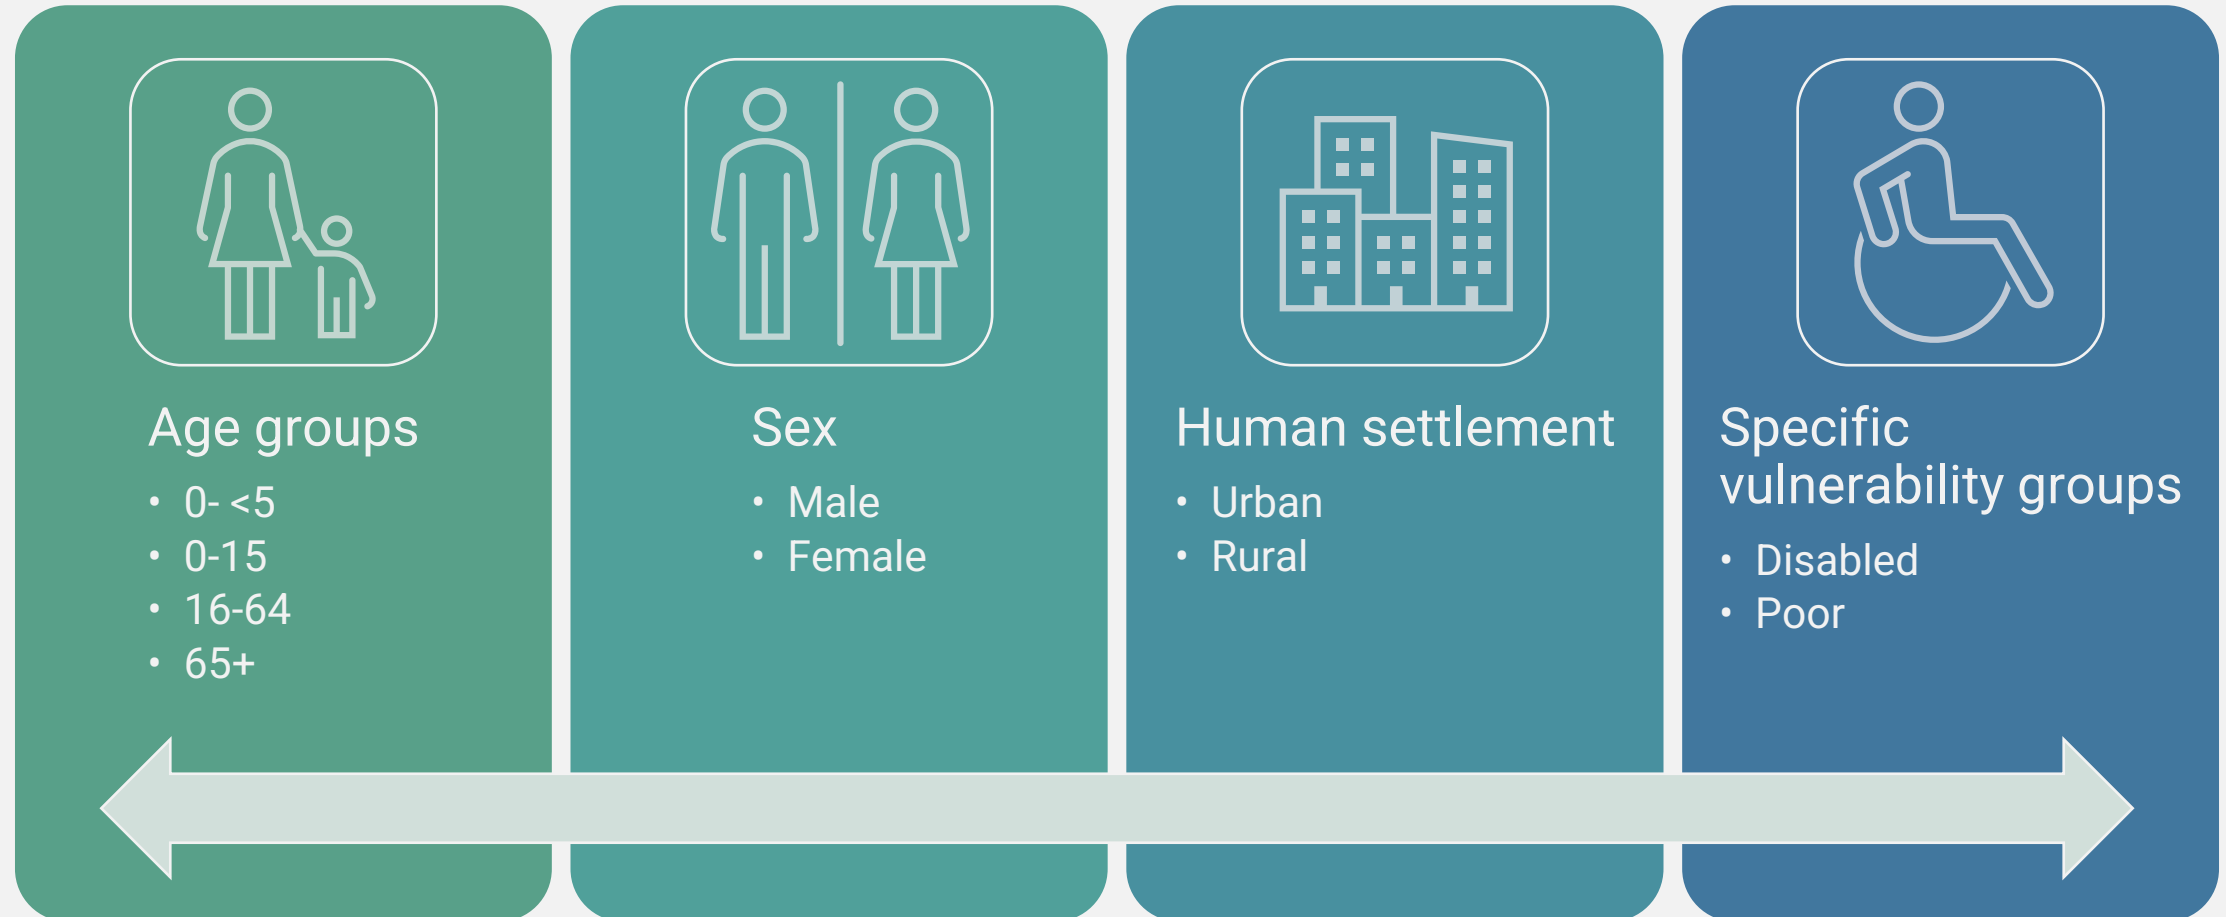 Age groups
• 0- <5
• 0-15
• 16-64
• 65+
Sex
• Male
• Female
Human settlement
• Urban
• Rural
Specific
vulnerability groups
• Disabled
• Poor